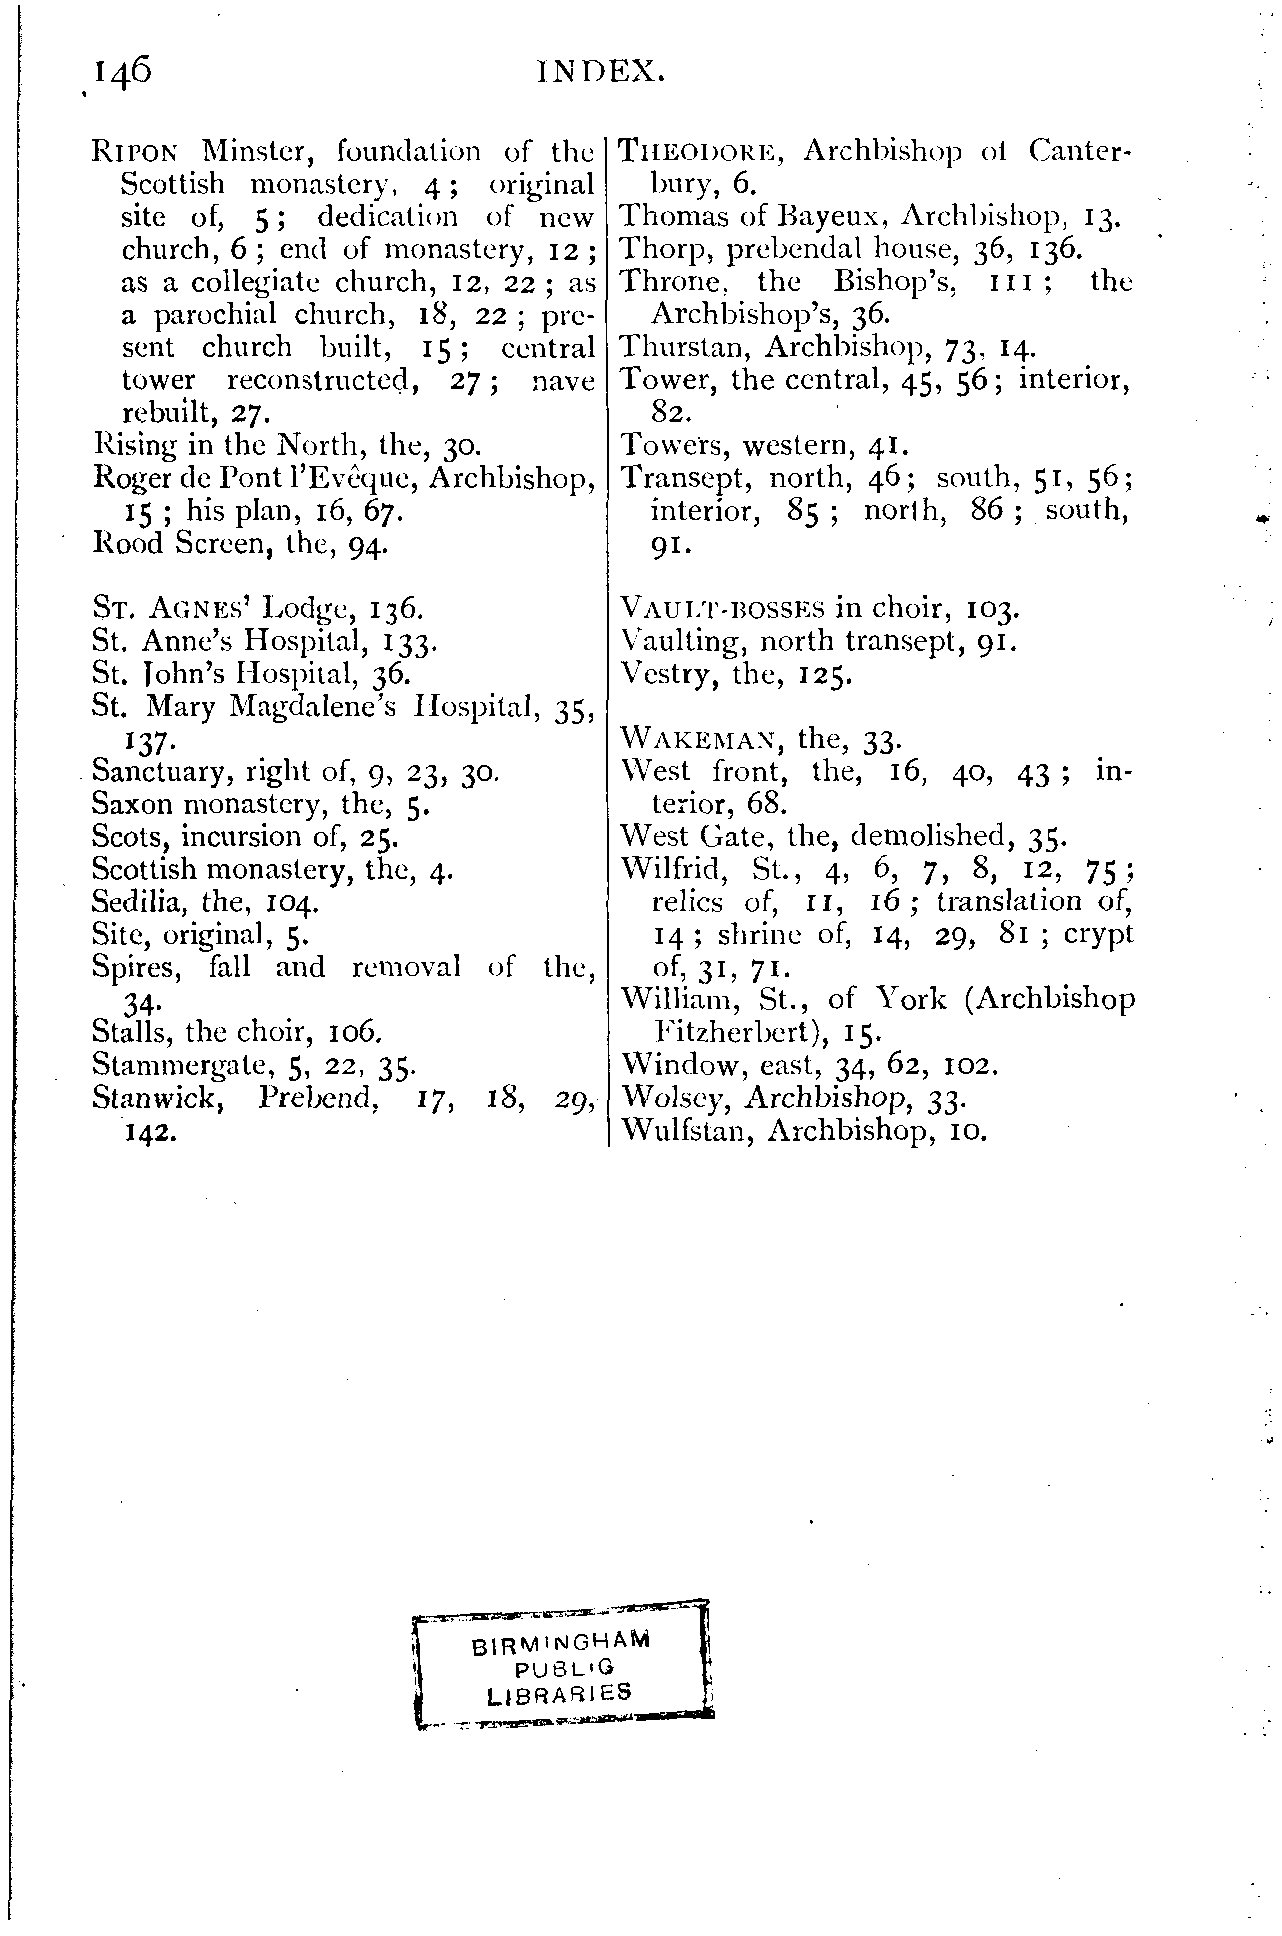 146
INDEX.
RIPON Minster, foundation of the
Scottish monastery, 4; original
site of, 5; dedication of new
church, 6; end of monastery, 12;
as a collegiate church, 12, 22; as
a parochial church, 18, 22; pre-
sent church built, 15; central
tower reconstructed, 27; nave
rebuilt, 27.
Rising in the North, the, 30.
Roger de Pont l'Evêque, Archbishop,
15; his plan, 16, 67.
Rood Screen, the, 94.
ST. AGNES' Lodge, 136.
St. Anne's Hospital, 133.
St. John's Hospital, 36.
St. Mary Magdalene's Hospital, 35,
137.
Sanctuary, right of, 9, 23, 30.
Saxon monastery, the, 5.
Scots, incursion of, 25.
Scottish monastery, the, 4.
Sedilia, the, 104.
Site, original, 5.
Spires, fall and removal of the,
34.
Stalls, the choir, 106.
Stammergate, 5, 22, 35.
Stanwick, Prebend, 17, 18, 29,
142.
THEODORE, Archbishop of Canter-
bury, 6.
Thomas of Bayeux, Archbishop, 13.
Thorp, prebendal house, 36, 136.
Throne, the Bishop's, 111; the
Archbishop's, 36.
Thurstan, Archbishop, 73, 14.
Tower, the central, 45, 56; interior,
82.
Towers, western, 41.
Transept, north, 46; south, 51, 56;
interior, 85; north, 86; south,
91.
VAULT-BOSSES in choir, 103.
Vaulting, north transept, 91.
Vestry, the, 125.
WAKEMAN, the, 33.
West front, the, 16, 40, 43; in-
terior, 68.
West Gate, the, demolished, 35.
Wilfrid, St., 4, 6, 7, 8, 12, 75;
relics of, 11, 16; translation of,
14; shrine of, 14, 29, 81; crypt
of, 31, 71.
William, St., of York (Archbishop
Fitzherbert), 15.
Window, east, 34, 62, 102.
Wolsey, Archbishop, 33.
Wulfstan, Archbishop, 10.
BIRMINGHAM
PUBLIC
LIBRARIES